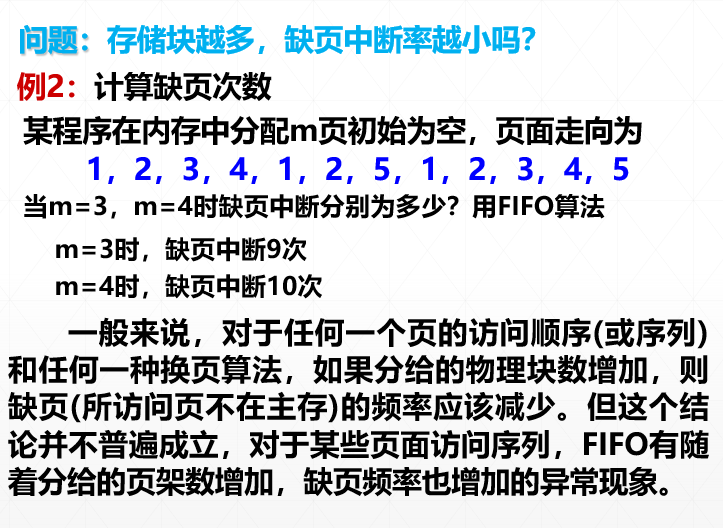 问题：存储块越多，缺页中断率越小吗？
例2：计算缺页次数
某程序在内存中分配m页初始为空，页面走向为
1，2，3，4，1，2，5，1，2，3，4，5
当m=3，m=4时缺页中断分别为多少？用FIFO算法
m=3时，缺页中断9次
m=4时，缺页中断10次
一般来说，对于任何一个页的访问顺序(或序列)
和任何一种换页算法，如果分给的物理块数增加，则
缺页(所访问页不在主存)的频率应该减少。但这个结
论并不普遍成立，对于某些页面访问序列，FIFO有随
着分给的页架数增加，缺页频率也增加的异常现象。